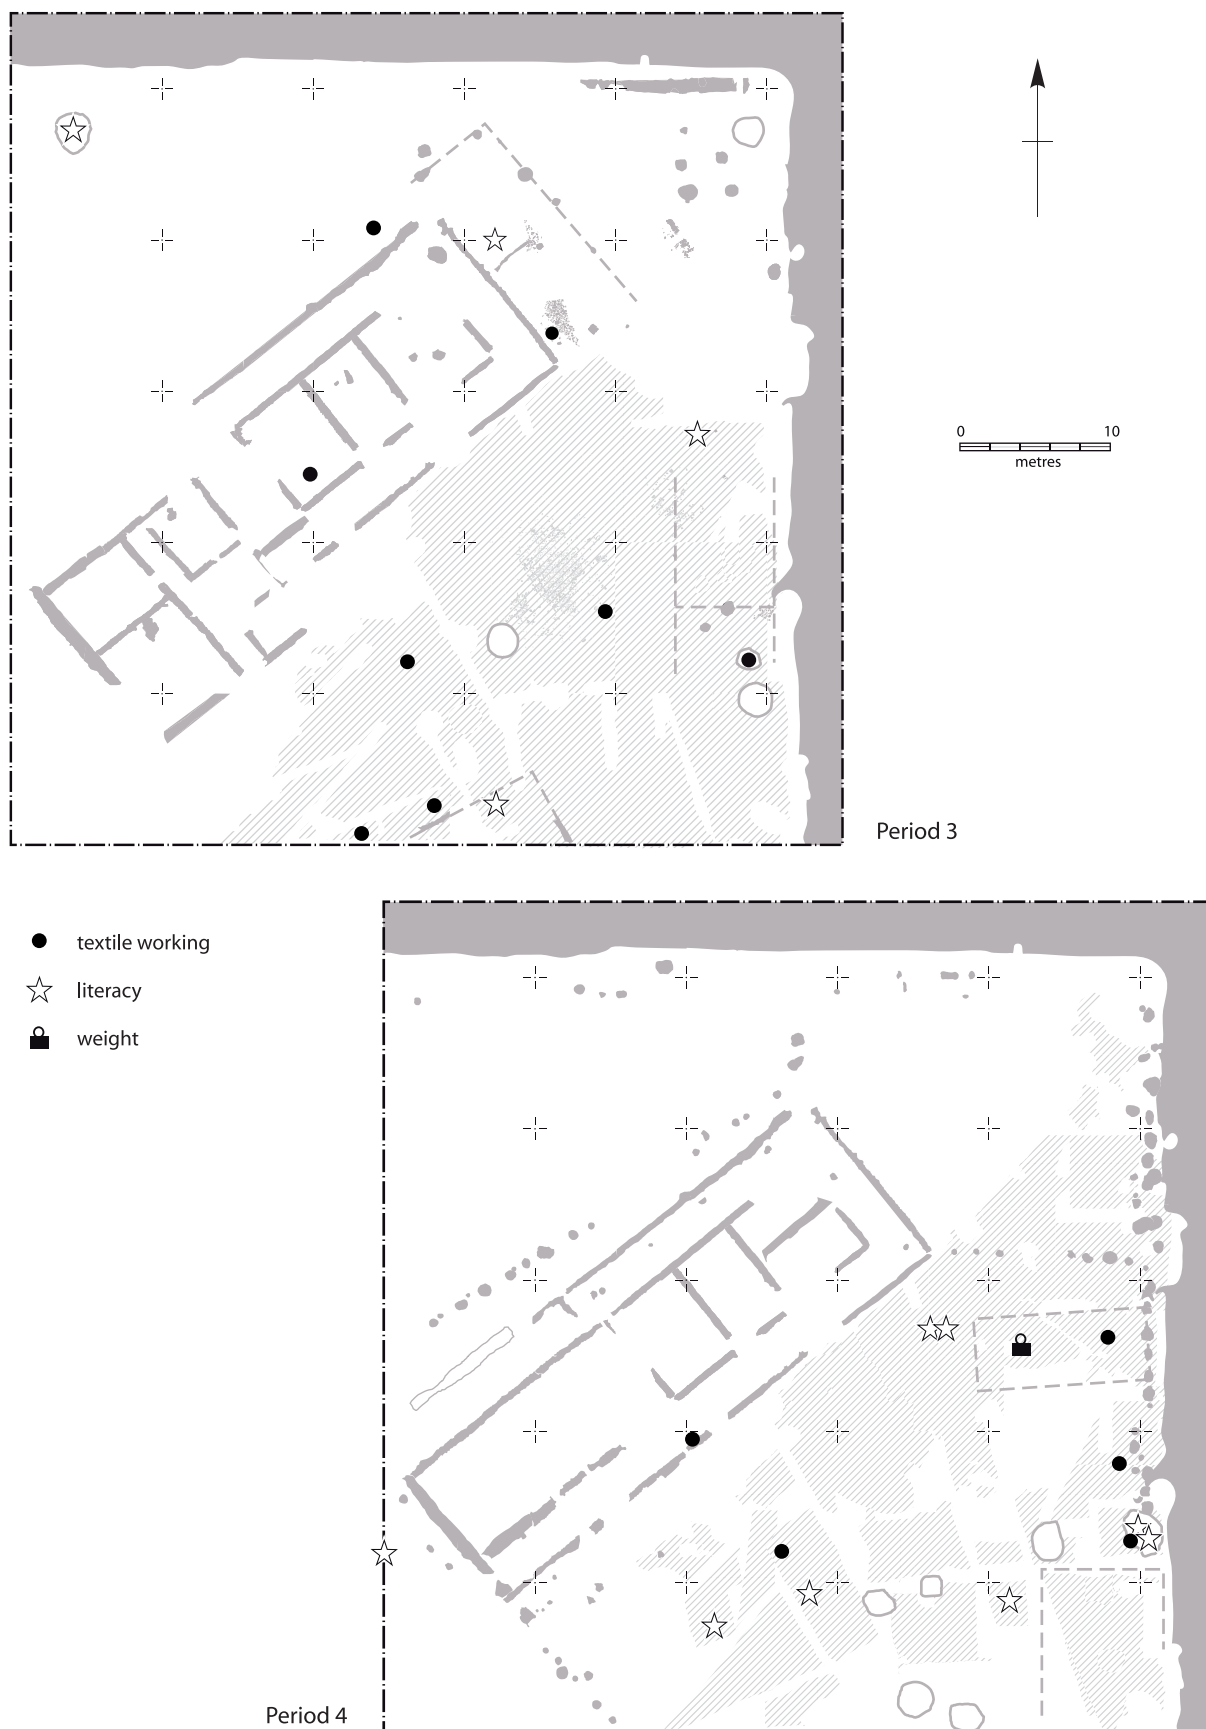 0 10
metres
Period 3
textile working
literacy
weight
Period 4